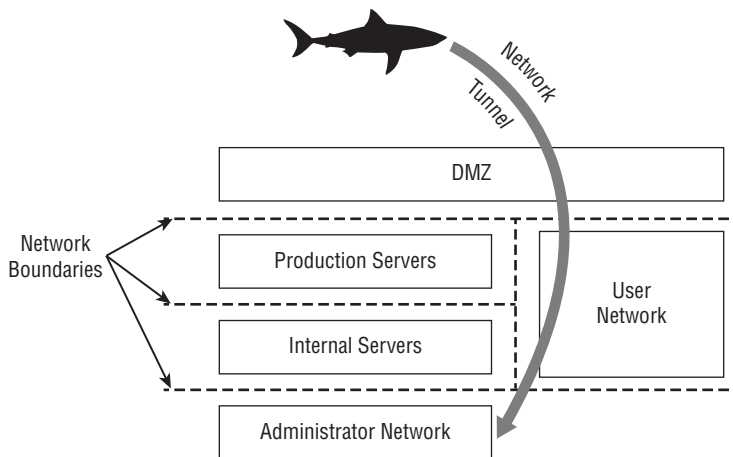 Network
Tunnel
DMZ
Network
Boundaries
Production Servers
User
Network
Internal Servers
Administrator Network